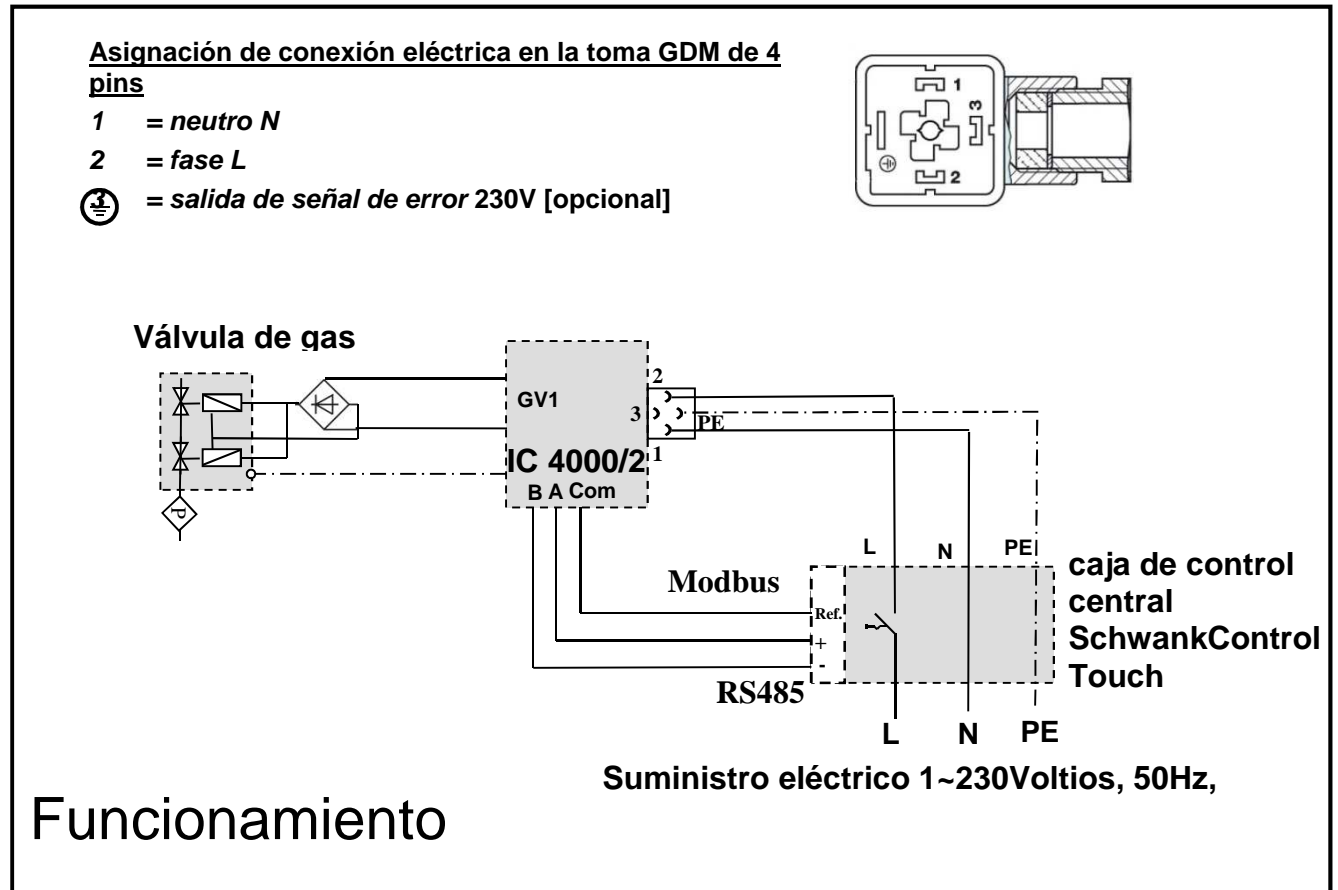 Asignación de conexión eléctrica en la toma GDM de 4
pins
1 = neutro N
2 = fase L
3 = salida de señal de error 230V [opcional]
1
3
2
Válvula de gas
GV1
2
3
PE
1
IC 4000/2
B A Com
P
L N PE
caja de control
central
SchwankControl
Touch
Modbus
Ref.
+
-
RS485
L N PE
Suministro eléctrico 1~230Voltios, 50Hz,
Funcionamiento